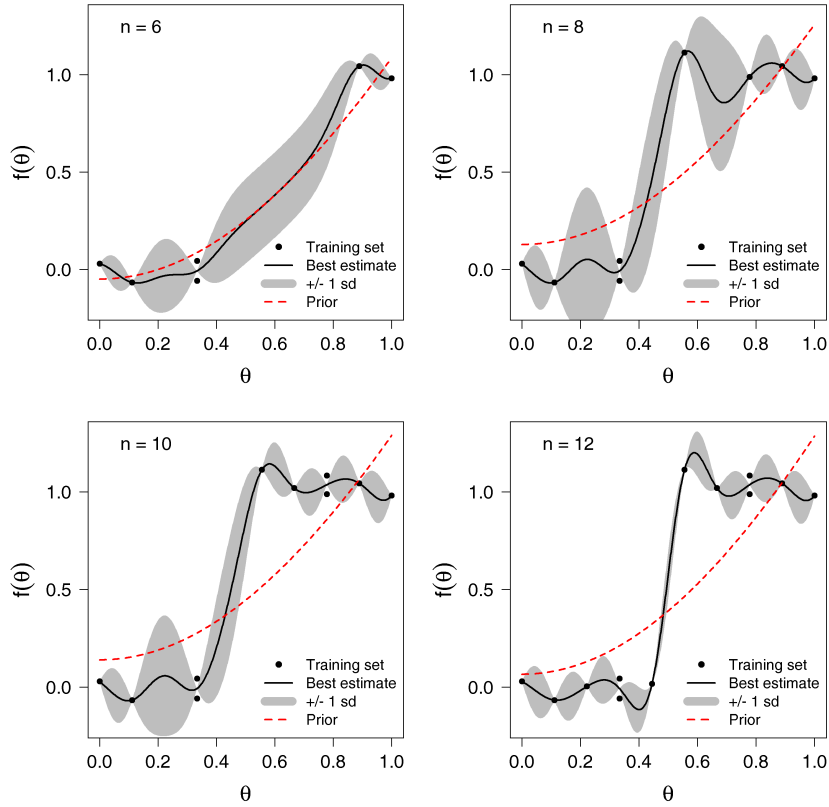 n = 6
1.0
0.5
0.0
f(θ)
Training set
Best estimate
+/- 1 sd
Prior
0.0 0.2 0.4 0.6 0.8 1.0
θ
n = 8
1.0
0.5
0.0
f(θ)
Training set
Best estimate
+/- 1 sd
Prior
0.0 0.2 0.4 0.6 0.8 1.0
θ
n = 10
1.0
0.5
0.0
f(θ)
Training set
Best estimate
+/- 1 sd
Prior
0.0 0.2 0.4 0.6 0.8 1.0
θ
n = 12
1.0
0.5
0.0
f(θ)
Training set
Best estimate
+/- 1 sd
Prior
0.0 0.2 0.4 0.6 0.8 1.0
θ